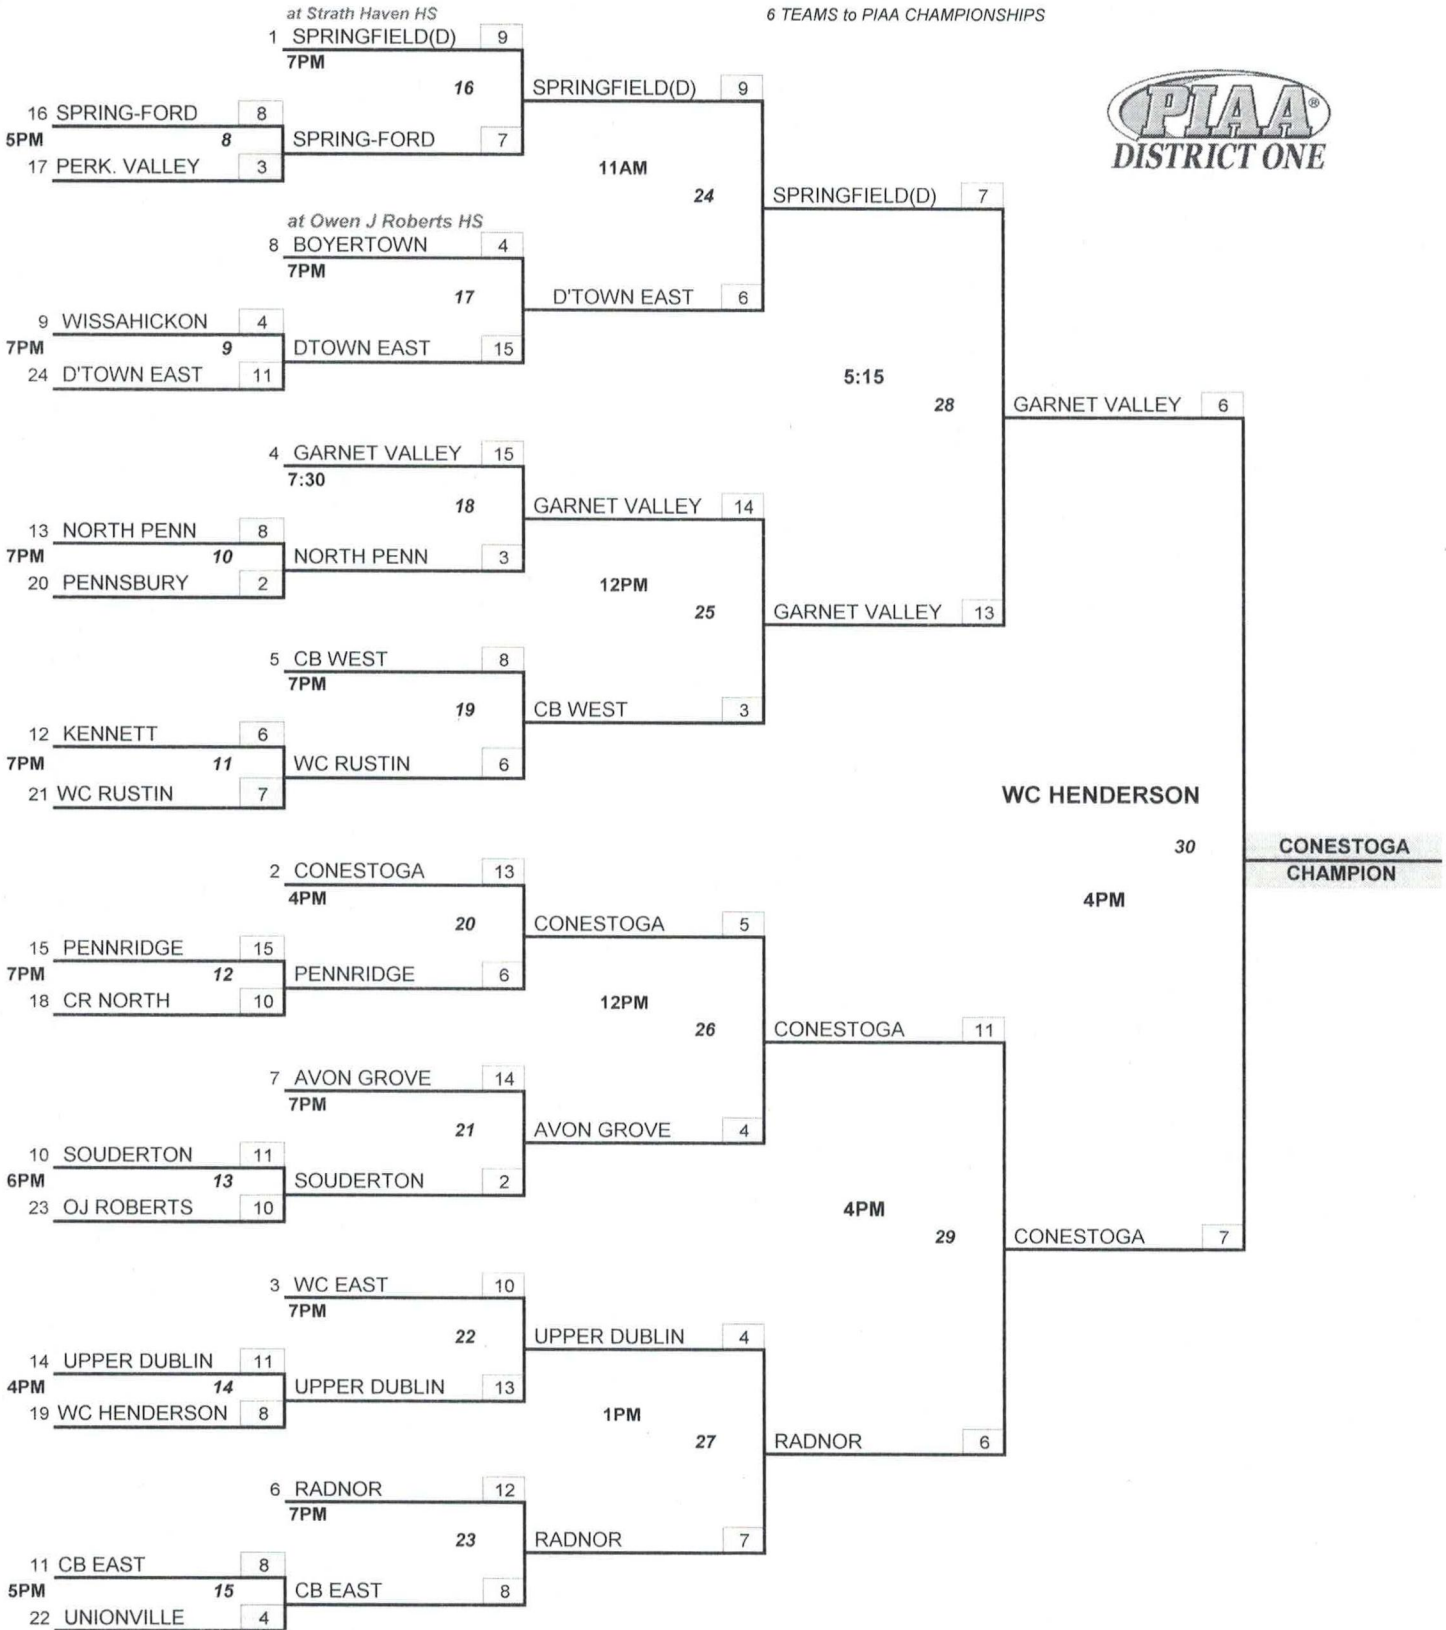 at Strath Haven HS
6 TEAMS to PIAA CHAMPIONSHIPS
1 SPRINGFIELD(D) 9
7PM
16
SPRINGFIELD(D) 9
16 SPRING-FORD 8
5PM
8
SPRING-FORD 7
17 PERK. VALLEY 3
11AM
24
SPRINGFIELD(D) 7
PIAA®
DISTRICT ONE
at Owen J Roberts HS
8 BOYERTOWN 4
7PM
17
D'TOWN EAST 6
9 WISSAHICKON 4
7PM
9
DTOWN EAST 15
24 D'TOWN EAST 11
5:15
28
GARNET VALLEY 6
4 GARNET VALLEY 15
7:30
18
GARNET VALLEY 14
13 NORTH PENN 8
7PM
10
NORTH PENN 3
20 PENNSBURY 2
12PM
25
GARNET VALLEY 13
5 CB WEST 8
7PM
19
CB WEST 3
12 KENNETT 6
7PM
11
WC RUSTIN 6
21 WC RUSTIN 7
WC HENDERSON
30
CONESTOGA
CHAMPION
4PM
2 CONESTOGA 13
4PM
20
CONESTOGA 5
15 PENNRIDGE 15
7PM
12
PENNRIDGE 6
18 CR NORTH 10
12PM
26
CONESTOGA 11
7 AVON GROVE 14
7PM
21
AVON GROVE 4
10 SOUDERTON 11
6PM
13
SOUDERTON 2
23 OJ ROBERTS 10
4PM
29
CONESTOGA 7
3 WC EAST 10
7PM
22
UPPER DUBLIN 4
14 UPPER DUBLIN 11
4PM
14
UPPER DUBLIN 13
19 WC HENDERSON 8
1PM
27
RADNOR 6
6 RADNOR 12
7PM
23
RADNOR 7
11 CB EAST 8
5PM
15
CB EAST 8
22 UNIONVILLE 4